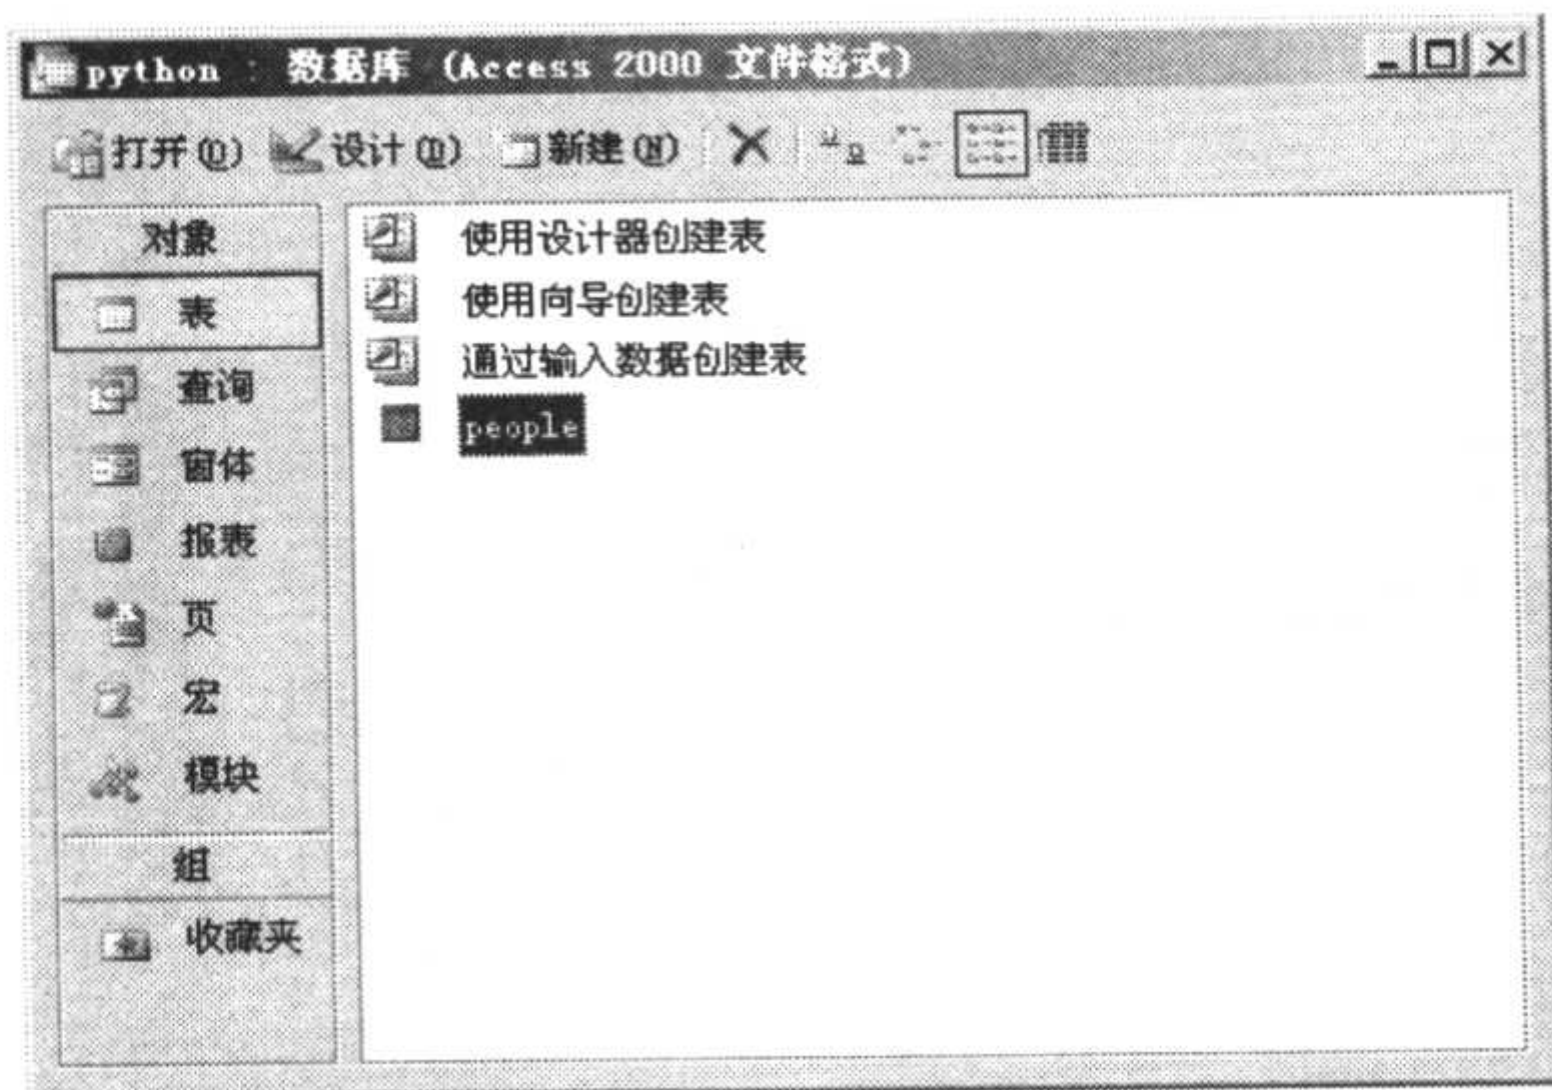 python : 数据库 (Access 2000 文件格式)
打开(O) 设计(D) 新建(N)
对象
表
查询
窗体
报表
页
宏
模块
组
收藏夹
使用设计器创建表
使用向导创建表
通过输入数据创建表
people